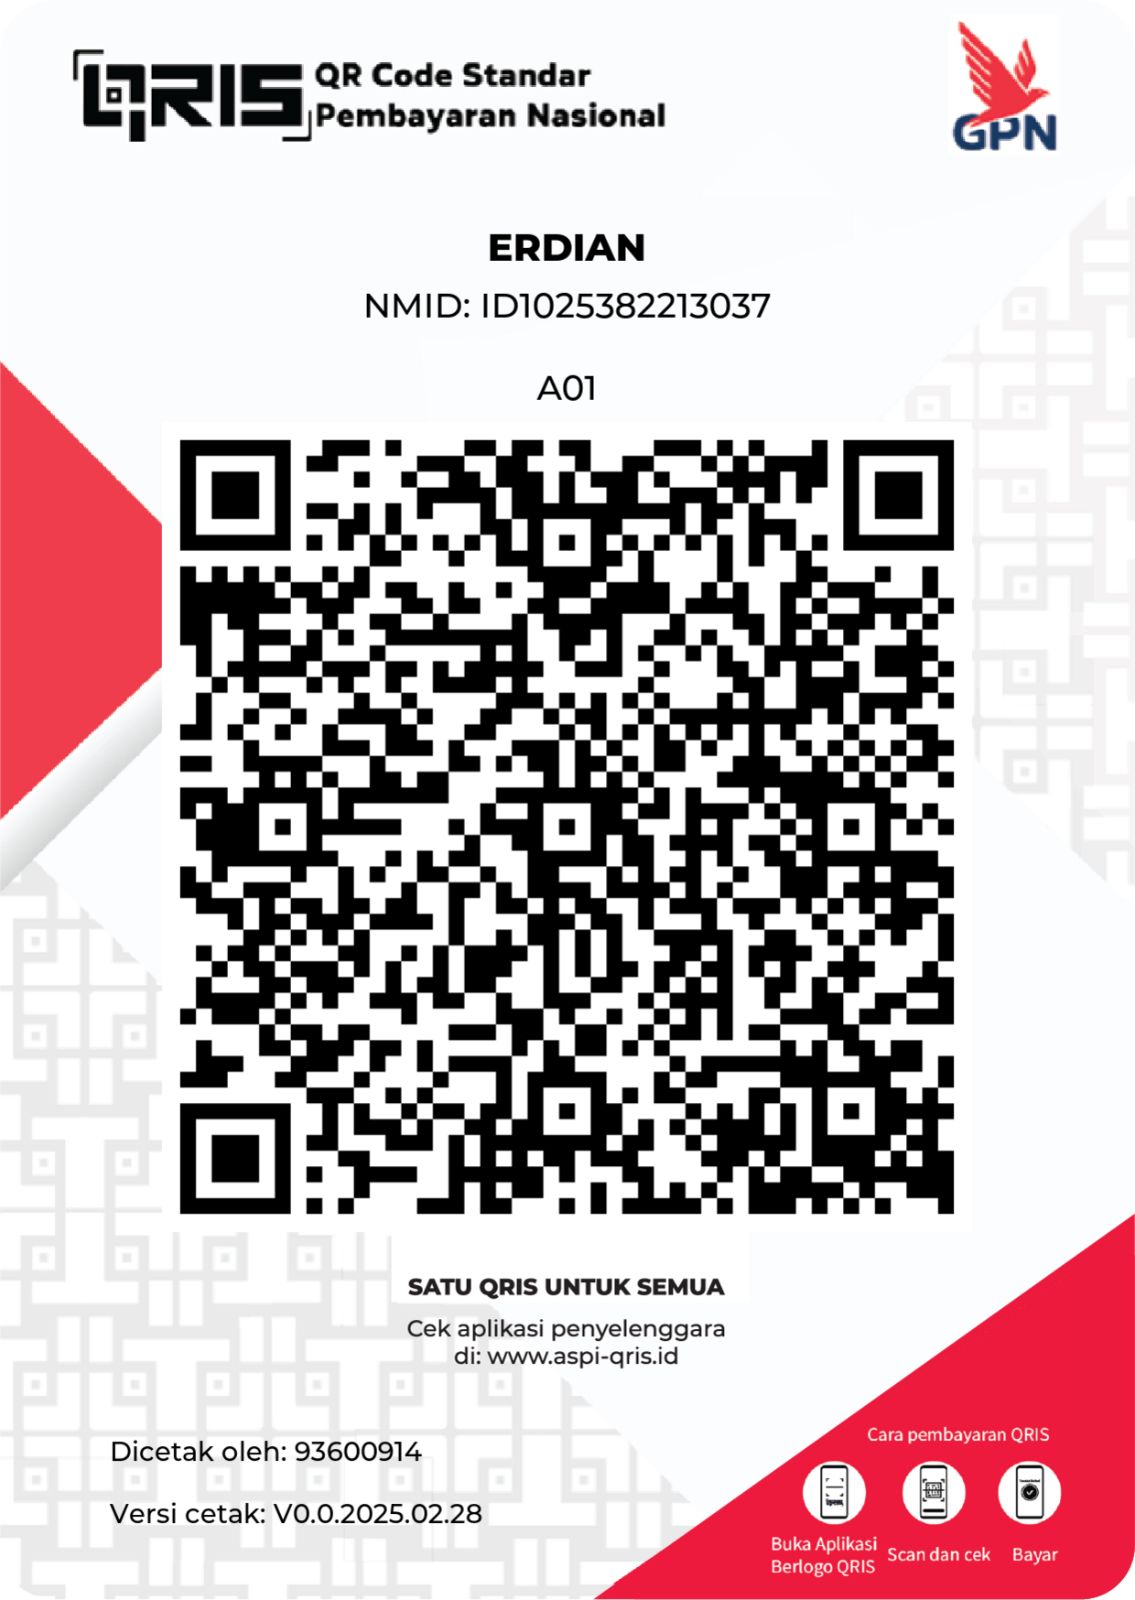 QRIS
QR Code Standar
Pembayaran Nasional
GPN
ERDIAN
NMID: ID1025382213037
A01
SATU QRIS UNTUK SEMUA
Cek aplikasi penyelenggara
di: www.aspi-qris.id
Dicetak oleh: 93600914
Versi cetak: V0.0.2025.02.28
Cara pembayaran QRIS
Buka Aplikasi
Berlogo QRIS
Scan dan cek
Bayar